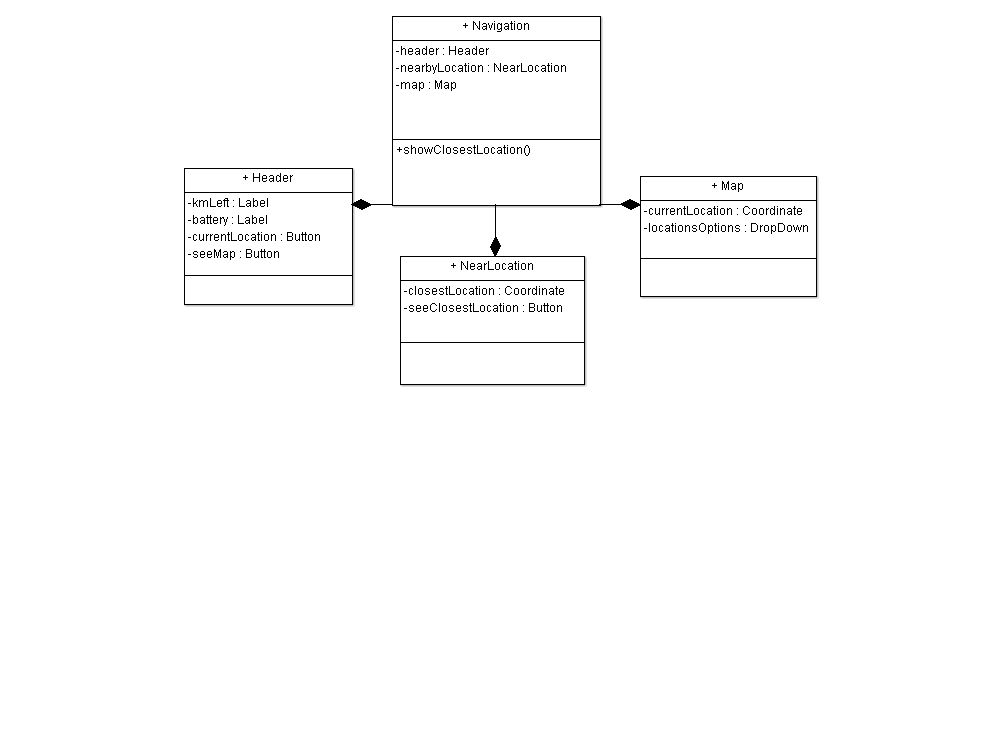 + Navigation
-header : Header
-nearbyLocation : NearLocation
-map : Map
+showClosestLocation()
+ Header
-kmLeft : Label
-battery : Label
-currentLocation : Button
-seeMap : Button
+ NearLocation
-closestLocation : Coordinate
-seeClosestLocation : Button
+ Map
-currentLocation : Coordinate
-locationsOptions : DropDown